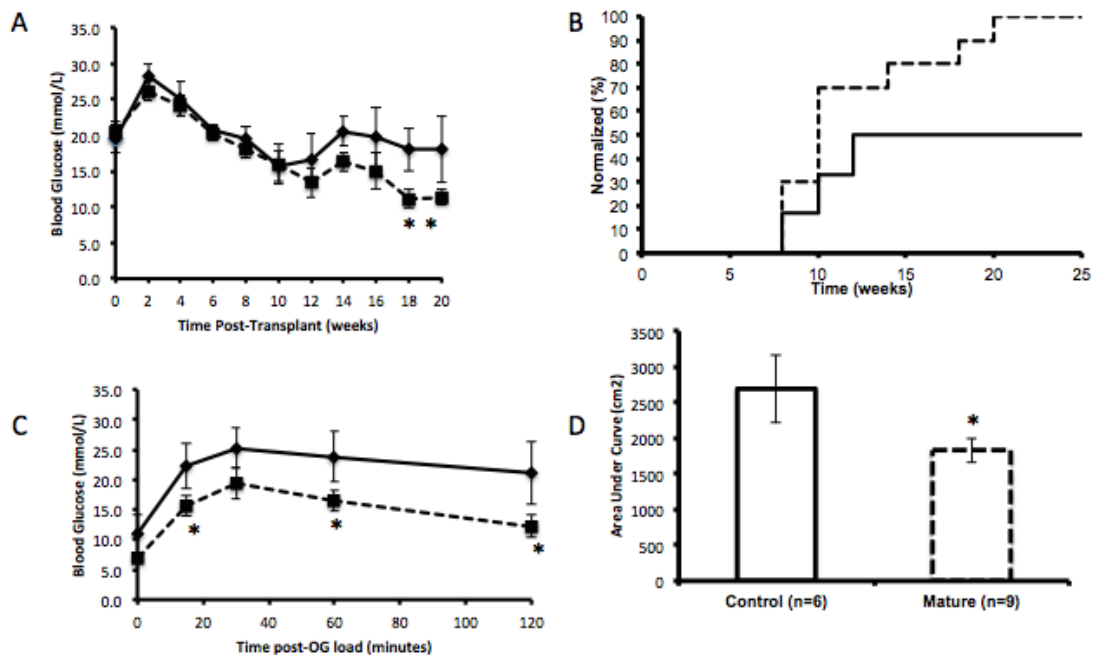 A
Blood Glucose (mmol/L)
35.0
30.0
25.0
20.0
15.0
10.0
5.0
0.0
0 2 4 6 8 10 12 14 16 18 20
* *
Time Post-Transplant (weeks)
B
Normalized (%)
100
90
80
70
60
50
40
30
20
10
0
0 5 10 15 20 25
Time (weeks)
C
Blood Glucose (mmol/L)
35.0
30.0
25.0
20.0
15.0
10.0
5.0
0.0
* * *
0 20 40 60 80 100 120
Time post-OG load (minutes)
D
Area Under Curve (cm2)
3500
3000
2500
2000
1500
1000
500
0
*
Control (n=6) Mature (n=9)